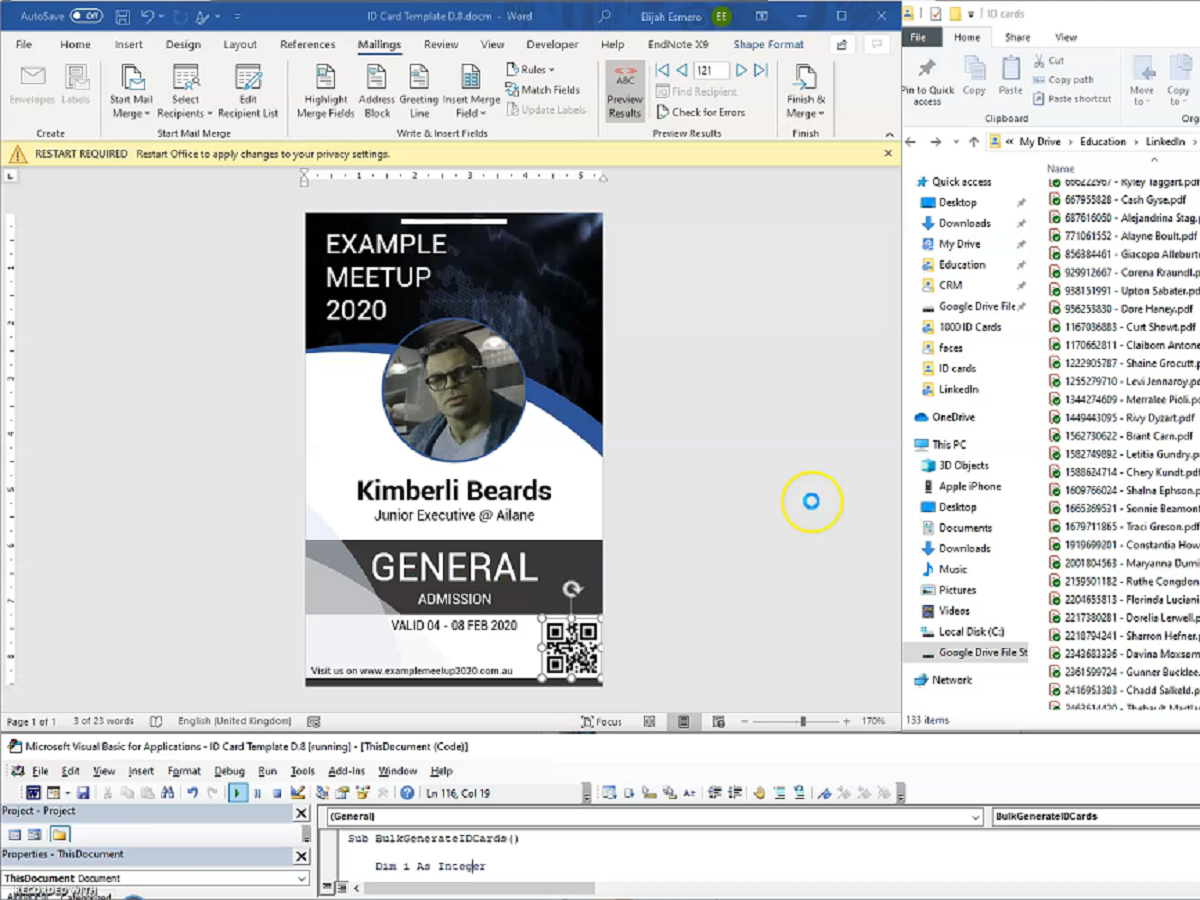 AutoSave Off
ID Card Template D.8.docm - Word
Elijah Esmero EE
File Home Insert Design Layout References Mailings Review View Developer Help EndNote X9 Shape Format
Envelopes Labels
Start Mail Merge
Select Recipients
Edit Recipient List
Highlight Merge Fields
Address Block
Greeting Line
Insert Merge Field
Rules
Match Fields
Update Labels
ABC
Preview Results
121
Find Recipient
Check for Errors
Finish & Merge
Create
Start Mail Merge
Write & Insert Fields
Preview Results
Finish
RESTART REQUIRED Restart Office to apply changes to your privacy settings.
EXAMPLE
MEETUP
2020
Kimberli Beards
Junior Executive @ Ailane
GENERAL
ADMISSION
VALID 04 - 08 FEB 2020
Visit us on www.examplemeetup2020.com.au
Page 1 of 1 3 of 23 words English (United Kingdom) Focus 170%
ID cards
File Home Share View
Pin to Quick access
Copy
Paste
Cut
Copy path
Paste shortcut
Move to
Copy to
Clipboard
Org
« My Drive > Education > LinkedIn >
Quick access
Desktop
Downloads
My Drive
Education
CRM
Google Drive File
1000 ID Cards
faces
ID cards
LinkedIn
OneDrive
This PC
3D Objects
Apple iPhone
Desktop
Documents
Downloads
Music
Pictures
Videos
Local Disk (C:)
Google Drive File St
Network
Name
666222967 - Kyley Taggart.pdf
667955828 - Cash Gyse.pdf
687616050 - Alejandrina Stag.p
771061552 - Alayne Boult.pdf
856384461 - Giacopo Alleburt
929912667 - Corena Rraundl.p
938151991 - Upton Sabater.pd
956253830 - Dore Haney.pdf
1167036883 - Curt Showt.pdf
1170662811 - Claiborn Antone
1222905787 - Shaine Grocutt.p
1255279710 - Levi Jennaroy.pd
1344274609 - Merralee Pioli.pd
1449443095 - Rivy Dyzart.pdf
1562730622 - Brant Carn.pdf
1582749892 - Letitia Gundry.p
1588624714 - Chery Kundt.pdf
1609766024 - Shalna Ephson.p
1665369531 - Sonnie Beamon
1679711865 - Traci Greson.pdf
1919699201 - Constantia How
2001804563 - Maryanna Dumi
2159501182 - Ruthe Congdon
2204655813 - Florinda Luciani
2217380281 - Dorelia Lerwell.p
2218794241 - Sharron Hefner.p
2343683336 - Davina Moxsom
2361599724 - Gunner Bucklee.
2416953303 - Chadd Salkeld.p
133 items
Microsoft Visual Basic for Applications - ID Card Template D.8 [running] - [ThisDocument (Code)]
File Edit View Insert Format Debug Run Tools Add-Ins Window Help
Ln 116, Col 19
Project - Project
Properties - ThisDocument
ThisDocument Document
(General)
BulkGenerateIDCards
Sub BulkGenerateIDCards()
Dim i As Integer
RECORDED WITH